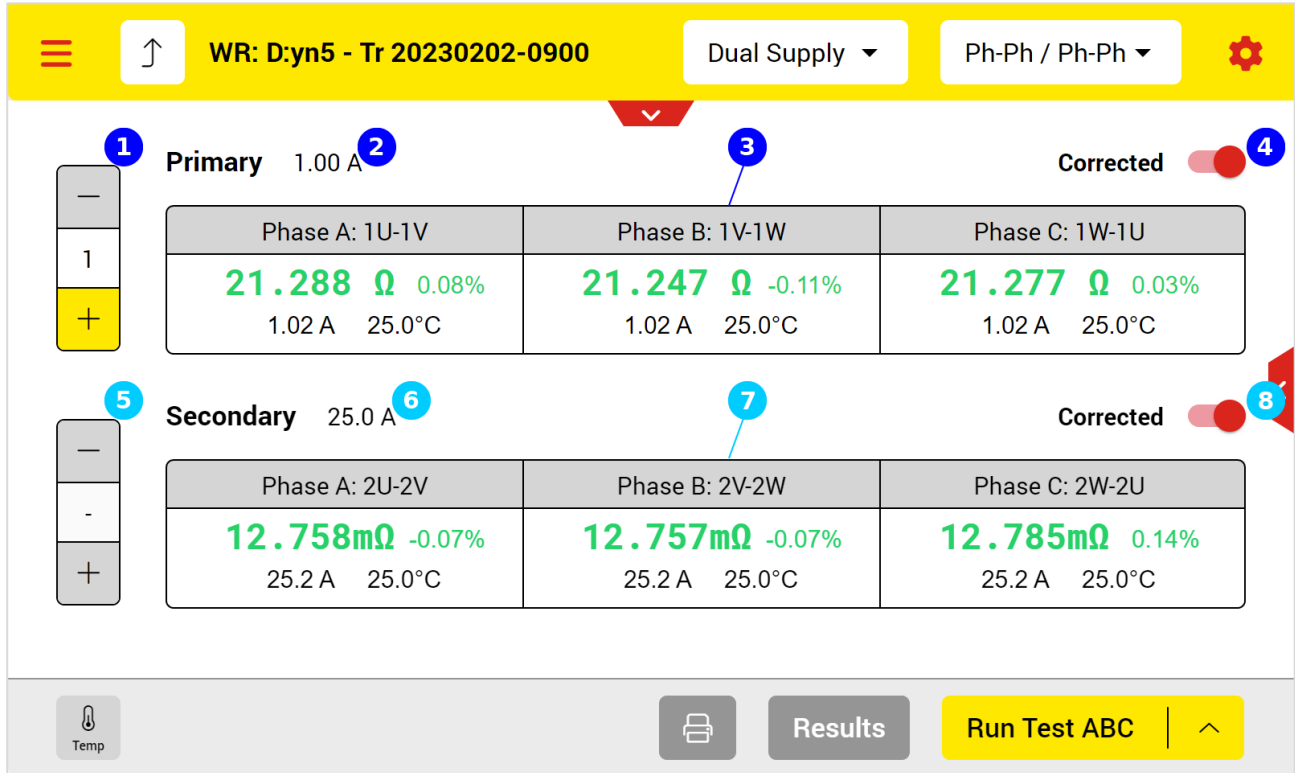 WR: D:yn5 - Tr 20230202-0900 Dual Supply Ph-Ph / Ph-Ph
1 2 3 4
Primary 1.00 A Corrected
Phase A: 1U-1V Phase B: 1V-1W Phase C: 1W-1U
1
21.288 Ω 0.08% 21.247 Ω -0.11% 21.277 Ω 0.03%
1.02 A 25.0°C 1.02 A 25.0°C 1.02 A 25.0°C
5 6 7 8
Secondary 25.0 A Corrected
Phase A: 2U-2V Phase B: 2V-2W Phase C: 2W-2U
-
12.758mΩ -0.07% 12.757mΩ -0.07% 12.785mΩ 0.14%
25.2 A 25.0°C 25.2 A 25.0°C 25.2 A 25.0°C
Temp Results Run Test ABC